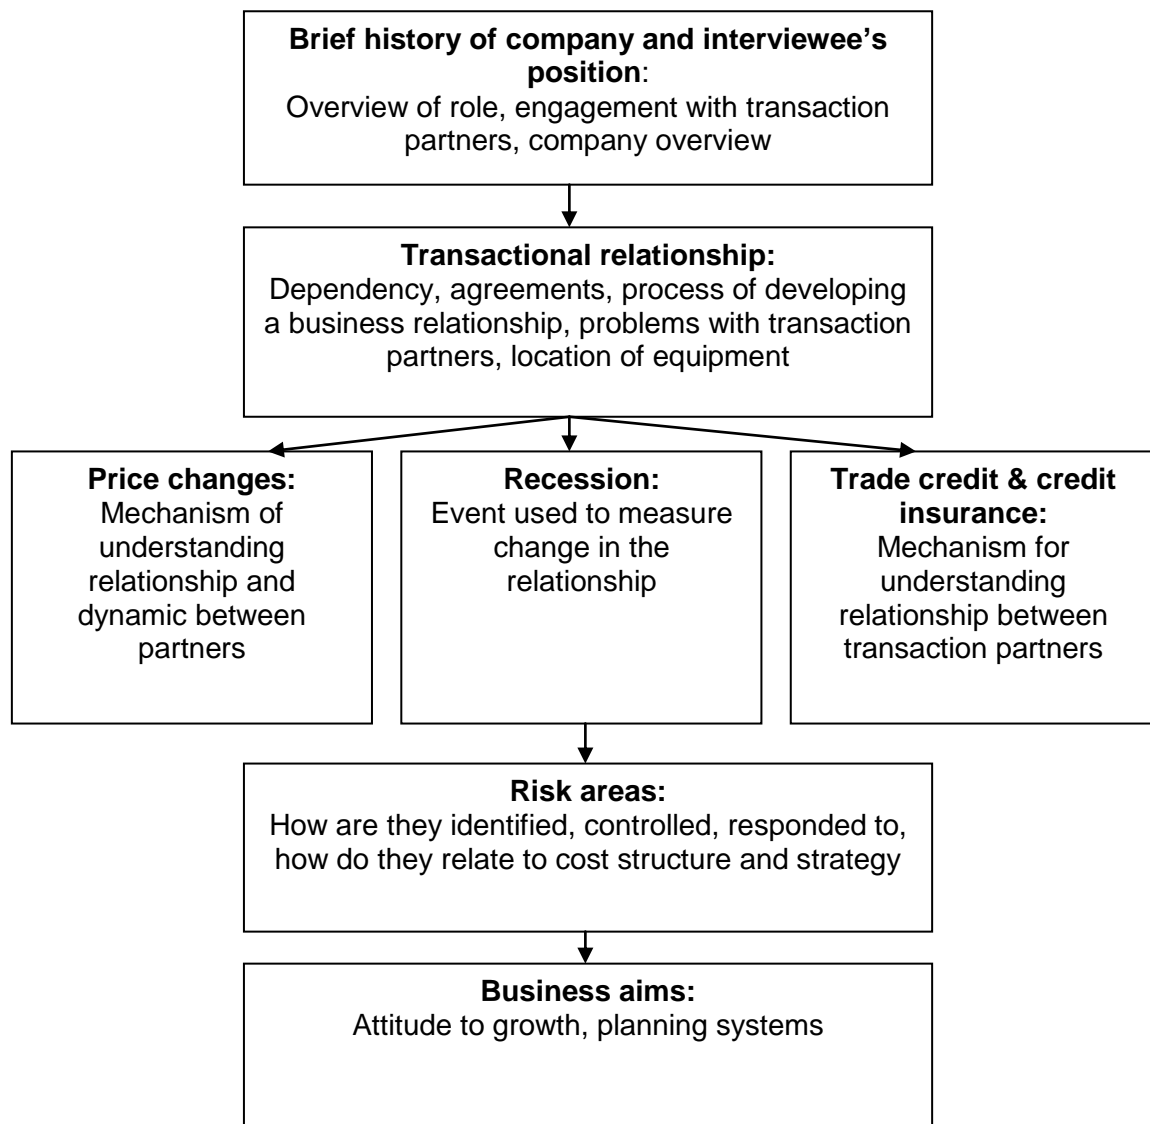 Brief history of company and interviewee’s
position:
Overview of role, engagement with transaction
partners, company overview
Transactional relationship:
Dependency, agreements, process of developing
a business relationship, problems with transaction
partners, location of equipment
Price changes:
Mechanism of
understanding
relationship and
dynamic between
partners
Recession:
Event used to measure
change in the
relationship
Trade credit & credit
insurance:
Mechanism for
understanding
relationship between
transaction partners
Risk areas:
How are they identified, controlled, responded to,
how do they relate to cost structure and strategy
Business aims:
Attitude to growth, planning systems